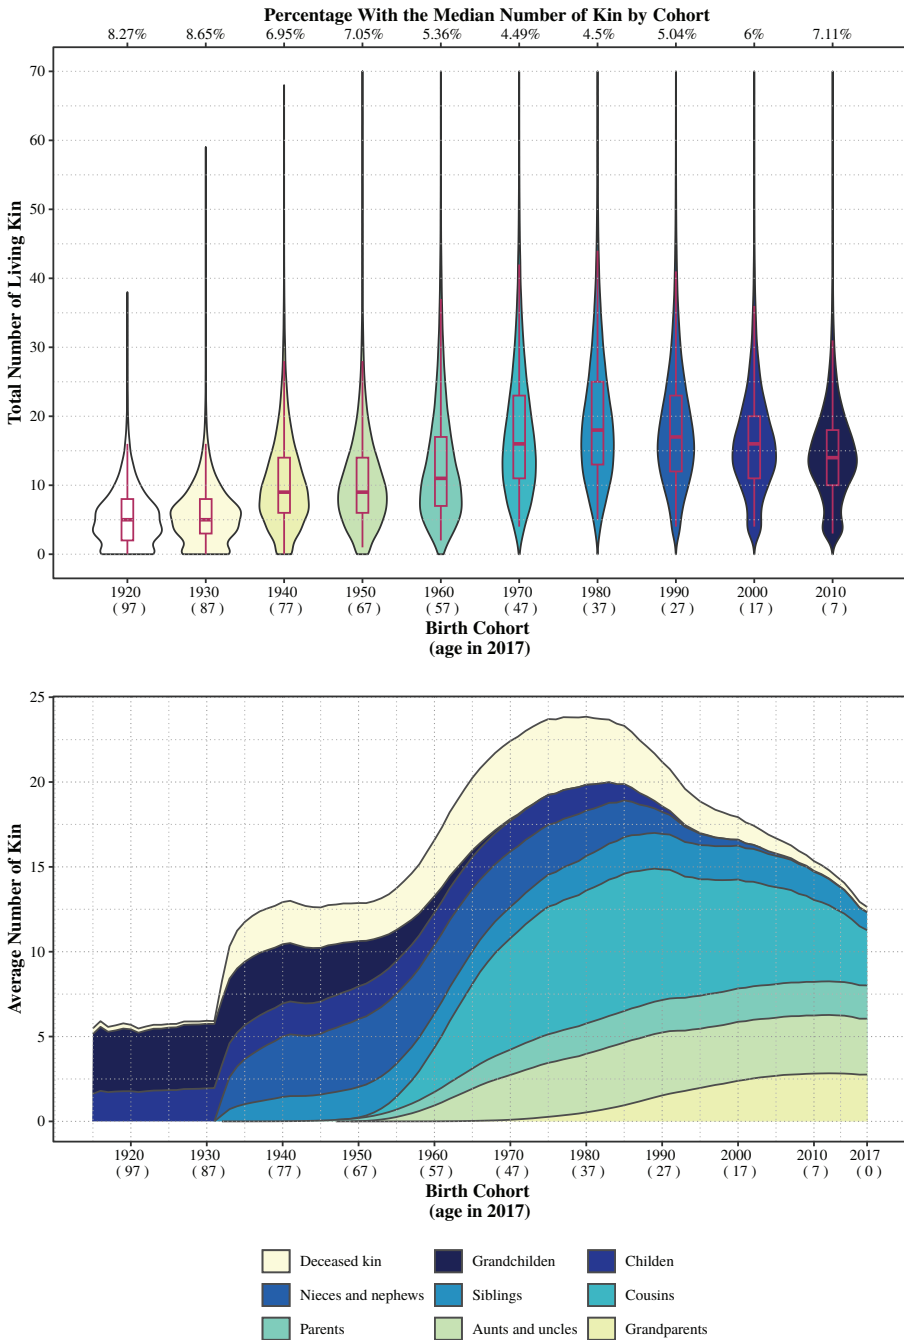 Percentage With the Median Number of Kin by Cohort
8.27% 8.65% 6.95% 7.05% 5.36% 4.49% 4.5% 5.04% 6% 7.11%
Total Number of Living Kin
70
60
50
40
30
20
10
0
1920 1930 1940 1950 1960 1970 1980 1990 2000 2010
( 97 ) ( 87 ) ( 77 ) ( 67 ) ( 57 ) ( 47 ) ( 37 ) ( 27 ) ( 17 ) ( 7 )
Birth Cohort
(age in 2017)
Average Number of Kin
25
20
15
10
5
0
1920 1930 1940 1950 1960 1970 1980 1990 2000 2010 2017
( 97 ) ( 87 ) ( 77 ) ( 67 ) ( 57 ) ( 47 ) ( 37 ) ( 27 ) ( 17 ) ( 7 ) ( 0 )
Birth Cohort
(age in 2017)
Deceased kin Grandchilden Childen
Nieces and nephews Siblings Cousins
Parents Aunts and uncles Grandparents